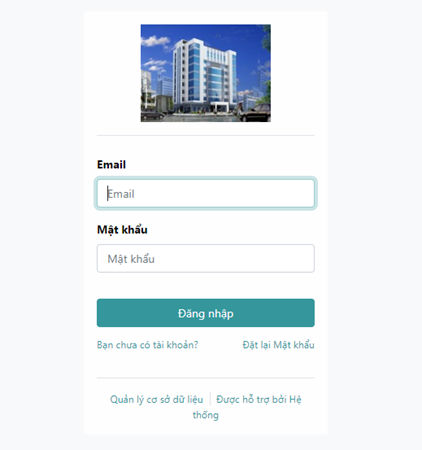 Email
Email
Mật khẩu
Mật khẩu
Đăng nhập
Bạn chưa có tài khoản? Đặt lại Mật khẩu
Quản lý cơ sở dữ liệu | Được hỗ trợ bởi Hệ
thống